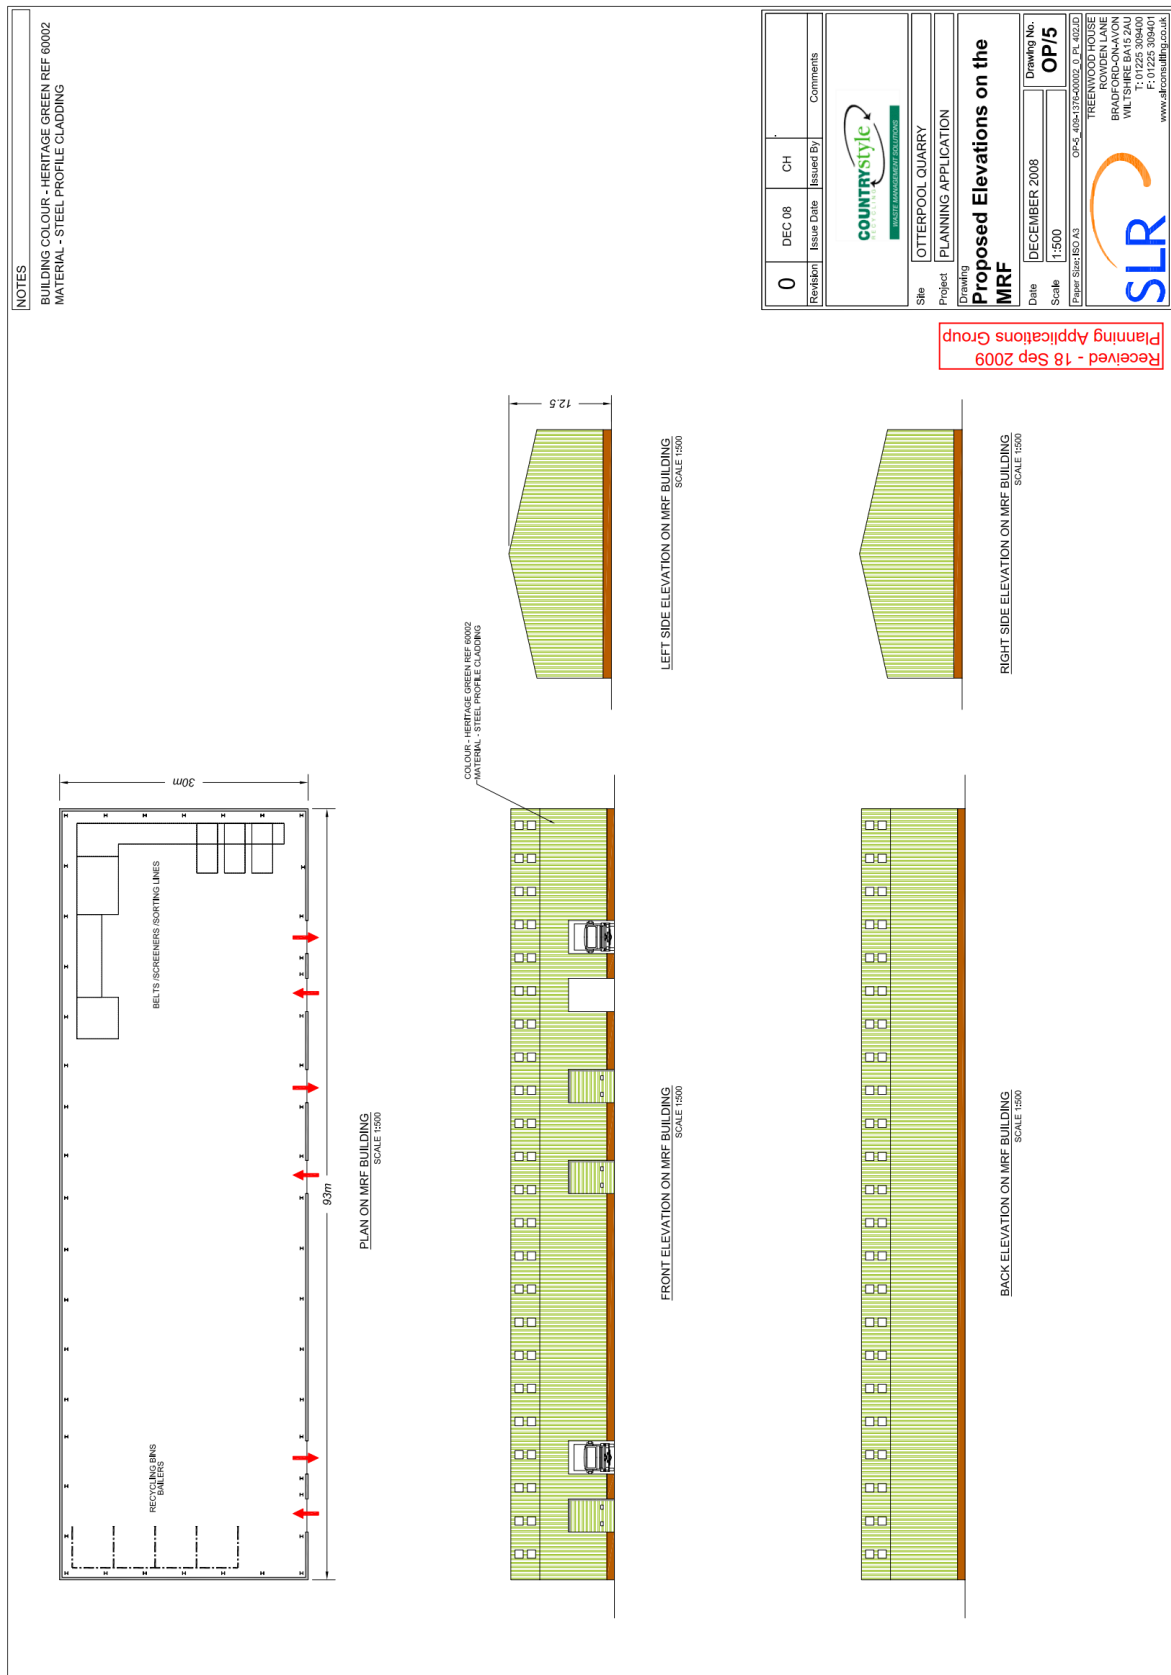 NOTES
BUILDING COLOUR - HERITAGE GREEN REF 60002
MATERIAL - STEEL PROFILE CLADDING
30m
BELTS /SCREENERS /SORTING LINES
RECYCLING BINS
BAILERS
93m
PLAN ON MRF BUILDING
SCALE 1:500
COLOUR - HERITAGE GREEN REF 60002
MATERIAL - STEEL PROFILE CLADDING
FRONT ELEVATION ON MRF BUILDING
SCALE 1:500
12.5
LEFT SIDE ELEVATION ON MRF BUILDING
SCALE 1:500
BACK ELEVATION ON MRF BUILDING
SCALE 1:500
RIGHT SIDE ELEVATION ON MRF BUILDING
SCALE 1:500
Received - 18 Sep 2009
Planning Applications Group
0 DEC 08 CH .
Revision Issue Date Issued By Comments
COUNTRYstyle
RECYCLING
WASTE MANAGEMENT SOLUTIONS
Site OTTERPOOL QUARRY
Project PLANNING APPLICATION
Drawing
Proposed Elevations on the
MRF
Date DECEMBER 2008
Drawing No.
OP/5
Scale 1:500
Paper Size: ISO A3 OP-5_409-1376-00002_0_PL 402JD
SLR
TREENWOOD HOUSE
ROWDEN LANE
BRADFORD-ON-AVON
WILTSHIRE BA15 2AU
T: 01225 309400
F: 01225 309401
www.slrconsulting.co.uk